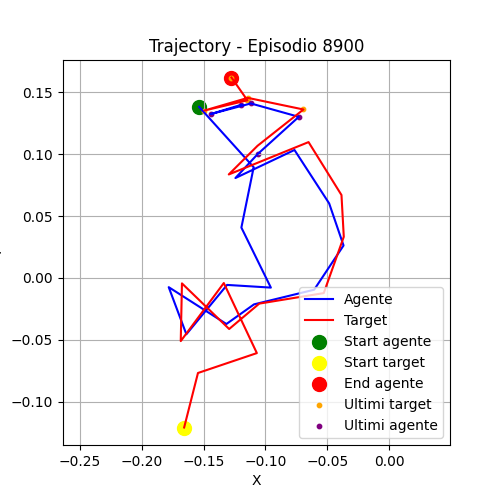 Trajectory - Episodio 8900
0.15
0.10
0.05
0.00
−0.05
−0.10
−0.25
−0.20
−0.15
−0.10
−0.05
0.00
X
Agente
Target
Start agente
Start target
End agente
Ultimi target
Ultimi agente